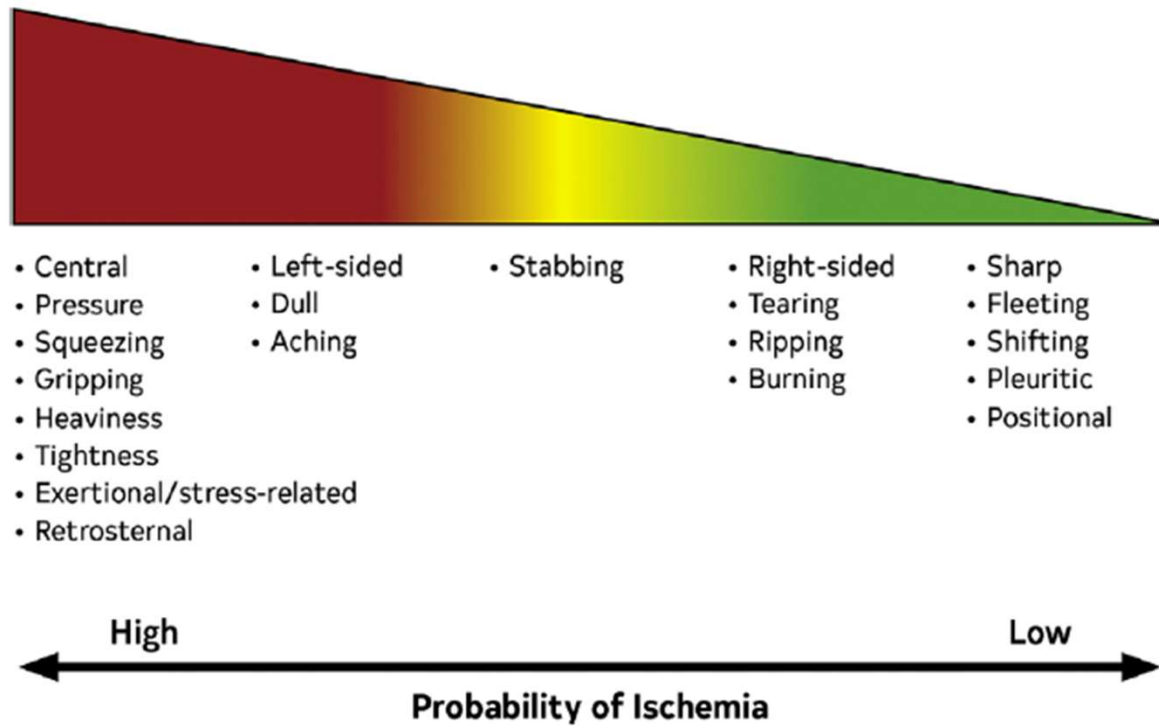 • Central
• Pressure
• Squeezing
• Gripping
• Heaviness
• Tightness
• Exertional/stress-related
• Retrosternal
• Left-sided
• Dull
• Aching
• Stabbing
• Right-sided
• Tearing
• Ripping
• Burning
• Sharp
• Fleeting
• Shifting
• Pleuritic
• Positional
High
Low
Probability of Ischemia